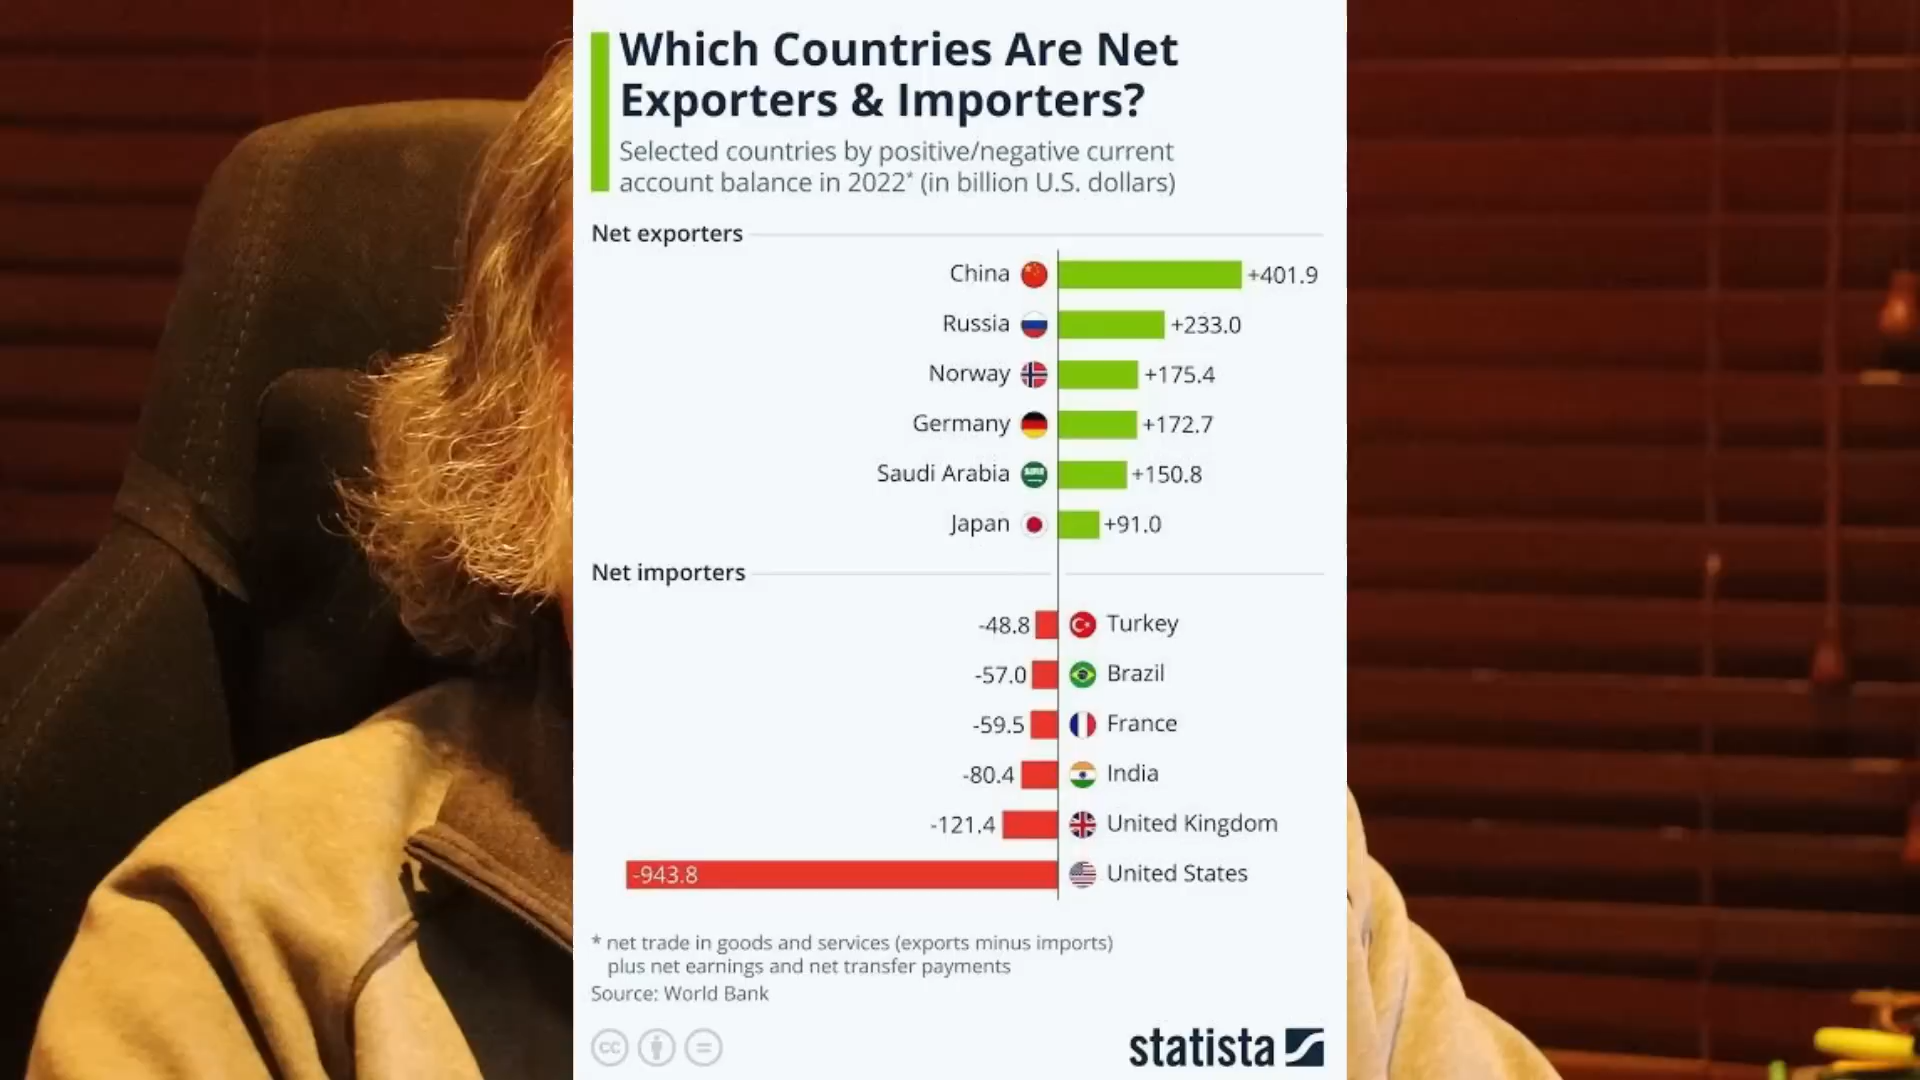 Which Countries Are Net
Exporters & Importers?
Selected countries by positive/negative current
account balance in 2022* (in billion U.S. dollars)
Net exporters
China +401.9
Russia +233.0
Norway +175.4
Germany +172.7
Saudi Arabia +150.8
Japan +91.0
Net importers
-48.8 Turkey
-57.0 Brazil
-59.5 France
-80.4 India
-121.4 United Kingdom
-943.8 United States
* net trade in goods and services (exports minus imports)
plus net earnings and net transfer payments
Source: World Bank
cc
statista